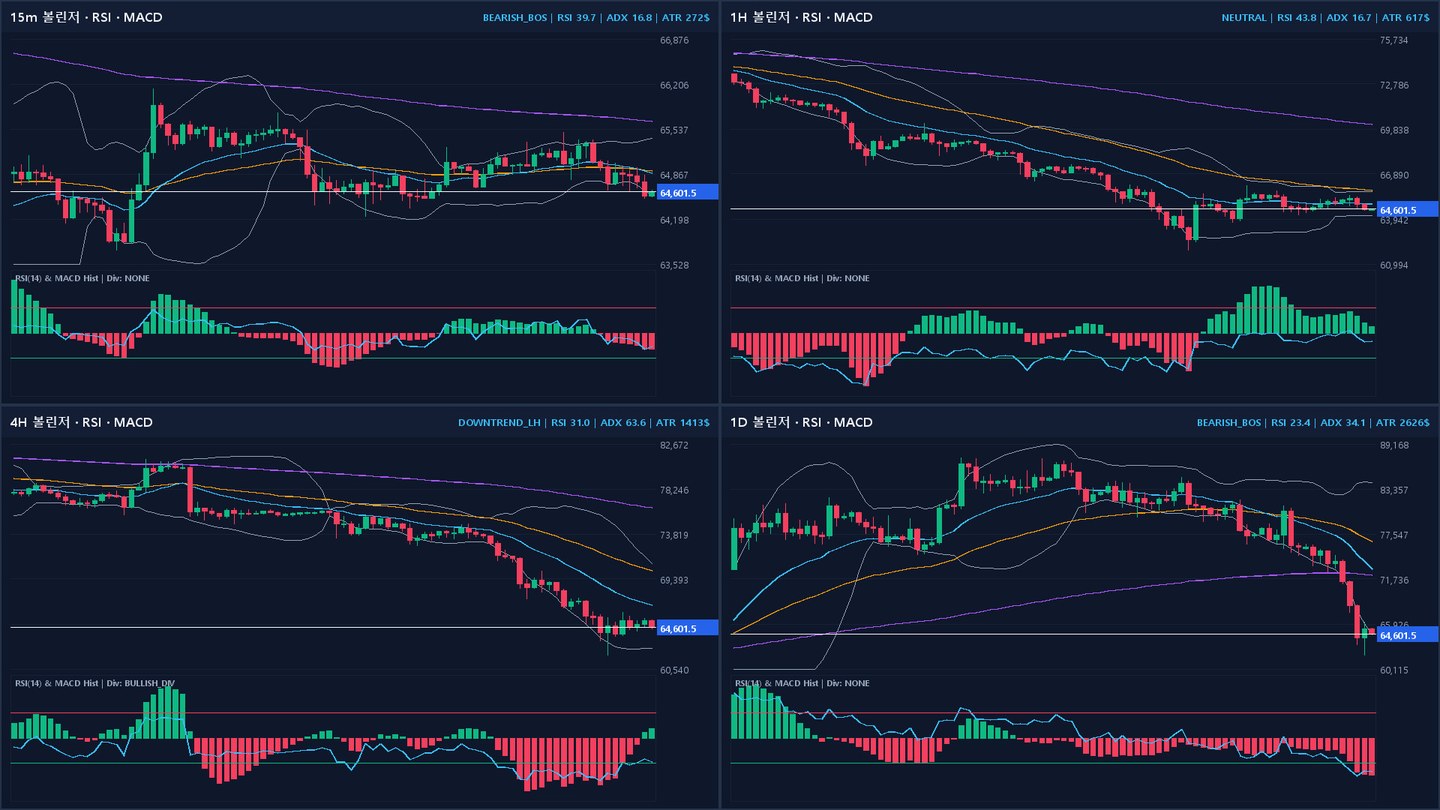 15m 볼린저 · RSI · MACD
BEARISH_BOS | RSI 39.7 | ADX 16.8 | ATR 272$
66,876
66,206
65,537
64,867
64,601.5
64,198
63,528
RSI(14) & MACD Hist | Div: NONE
1H 볼린저 · RSI · MACD
NEUTRAL | RSI 43.8 | ADX 16.7 | ATR 617$
75,734
72,786
69,838
66,890
64,601.5
63,942
60,994
RSI(14) & MACD Hist | Div: NONE
4H 볼린저 · RSI · MACD
DOWNTREND_LH | RSI 31.0 | ADX 63.6 | ATR 1413$
82,672
78,246
73,819
69,393
64,601.5
60,540
RSI(14) & MACD Hist | Div: BULLISH_DIV
1D 볼린저 · RSI · MACD
BEARISH_BOS | RSI 23.4 | ADX 34.1 | ATR 2626$
89,168
83,357
77,547
71,736
65,926
64,601.5
60,115
RSI(14) & MACD Hist | Div: NONE